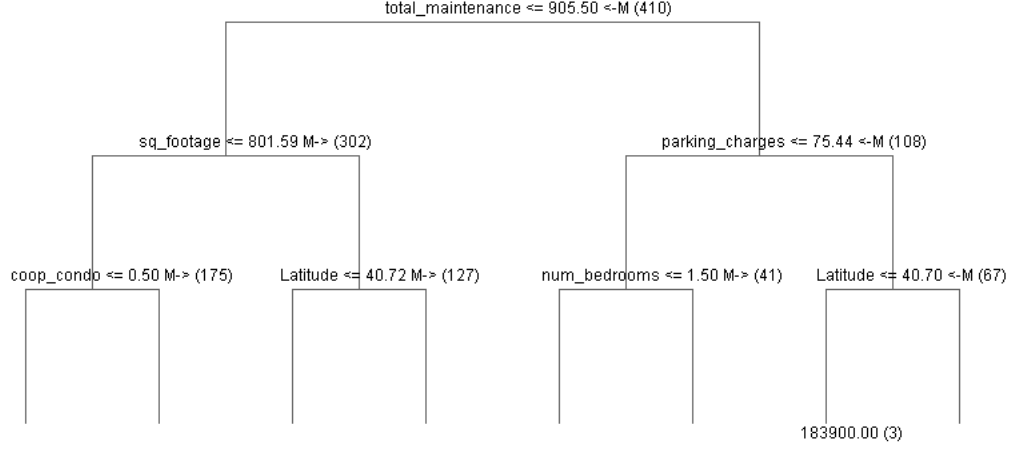 total_maintenance <= 905.50 <-M (410)
sq_footage <= 801.59 M-> (302)
parking_charges <= 75.44 <-M (108)
coop_condo <= 0.50 M-> (175)
Latitude <= 40.72 M-> (127)
num_bedrooms <= 1.50 M-> (41)
Latitude <= 40.70 <-M (67)
183900.00 (3)